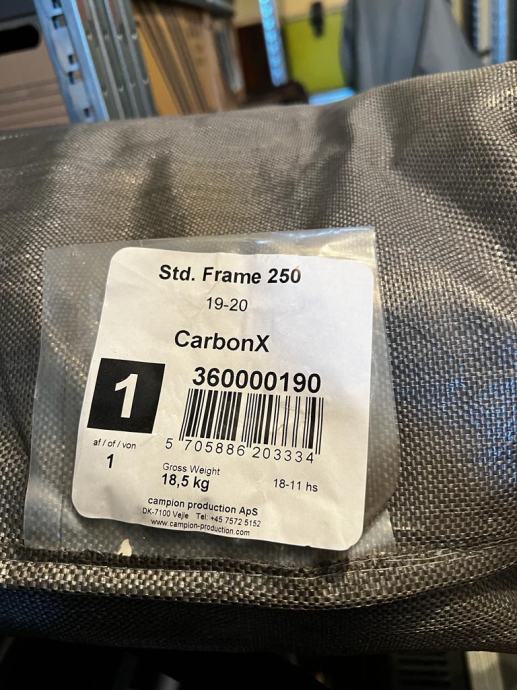 Std. Frame 250
19-20
CarbonX
1
360000190
af / of / von
1
5 705886 203334
Gross Weight
18,5 kg
18-11 hs
campion production ApS
DK-7100 Vejle Tel: +45 7572 5152
www.campion-production.com